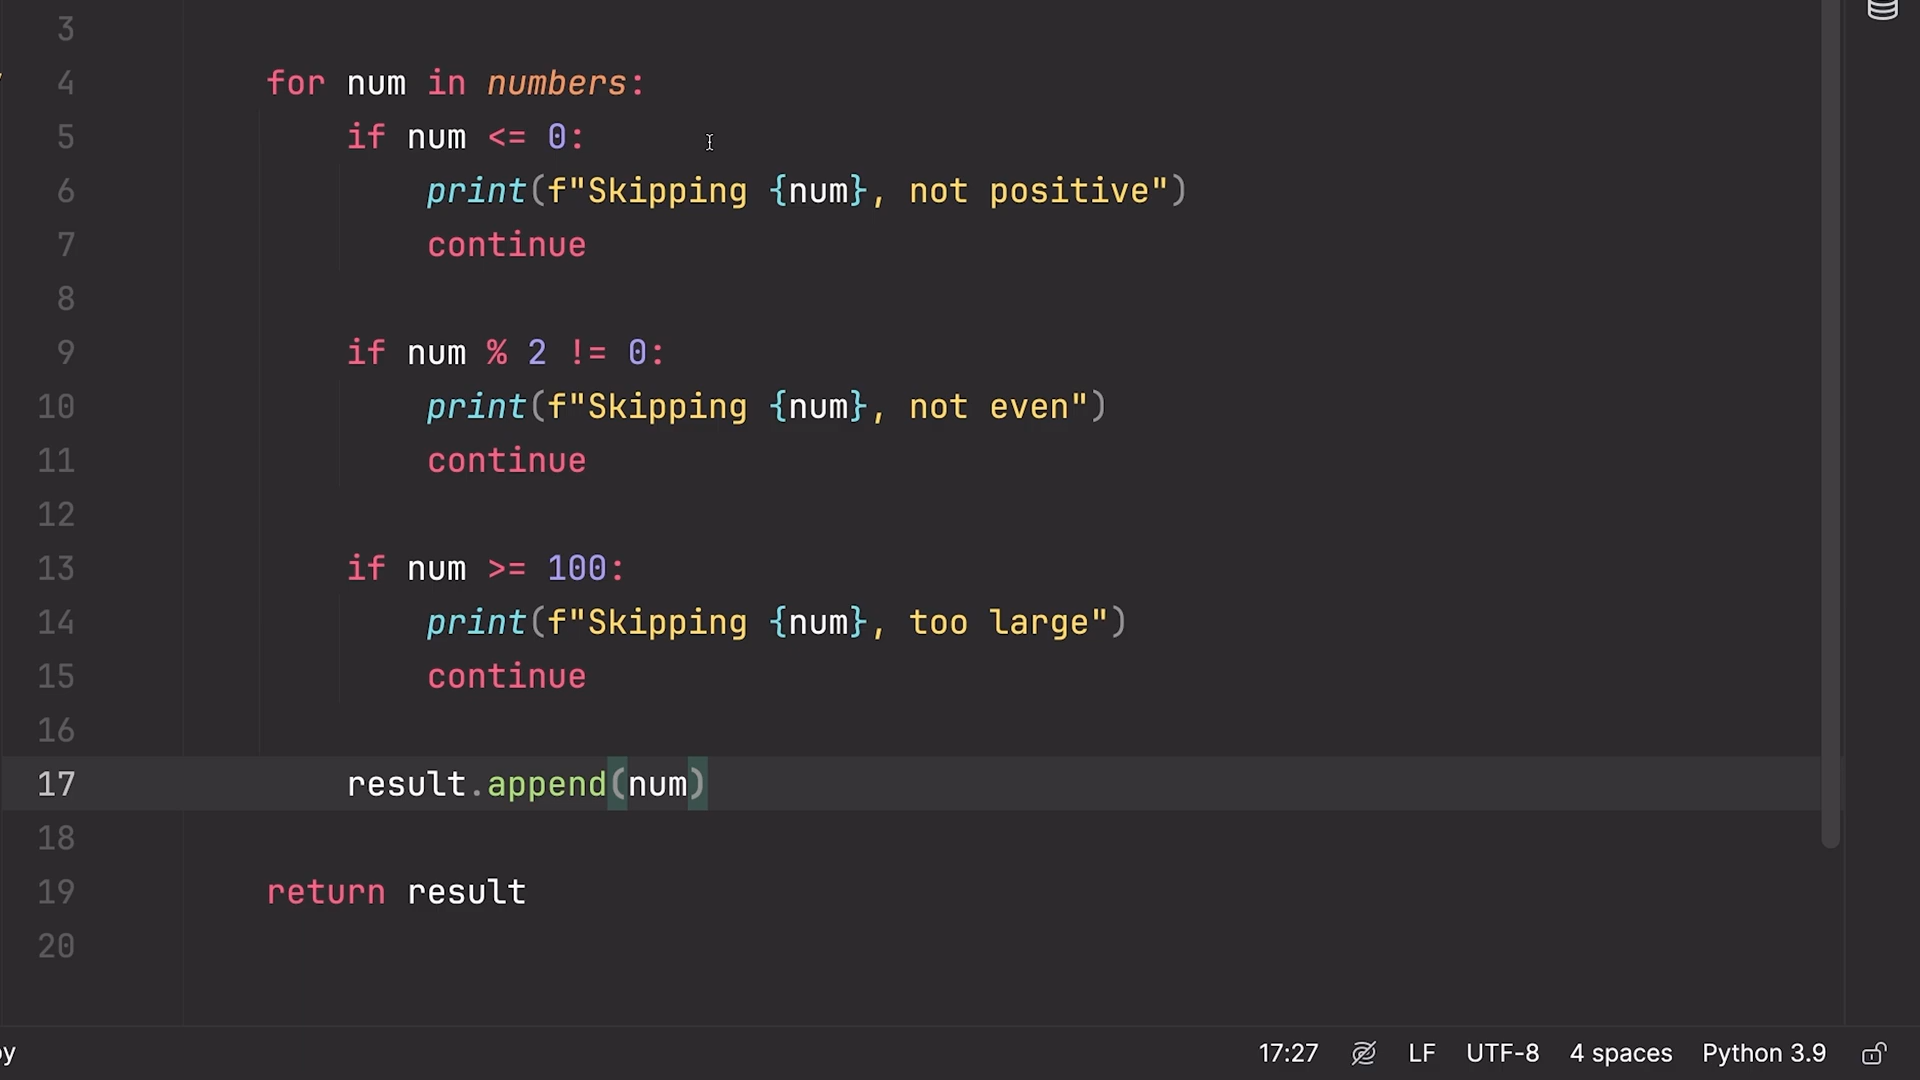 3
4 for num in numbers:
5 if num <= 0:
6 print(f"Skipping {num}, not positive")
7 continue
8
9 if num % 2 != 0:
10 print(f"Skipping {num}, not even")
11 continue
12
13 if num >= 100:
14 print(f"Skipping {num}, too large")
15 continue
16
17 result.append(num)
18
19 return result
20
py 17:27 LF UTF-8 4 spaces Python 3.9